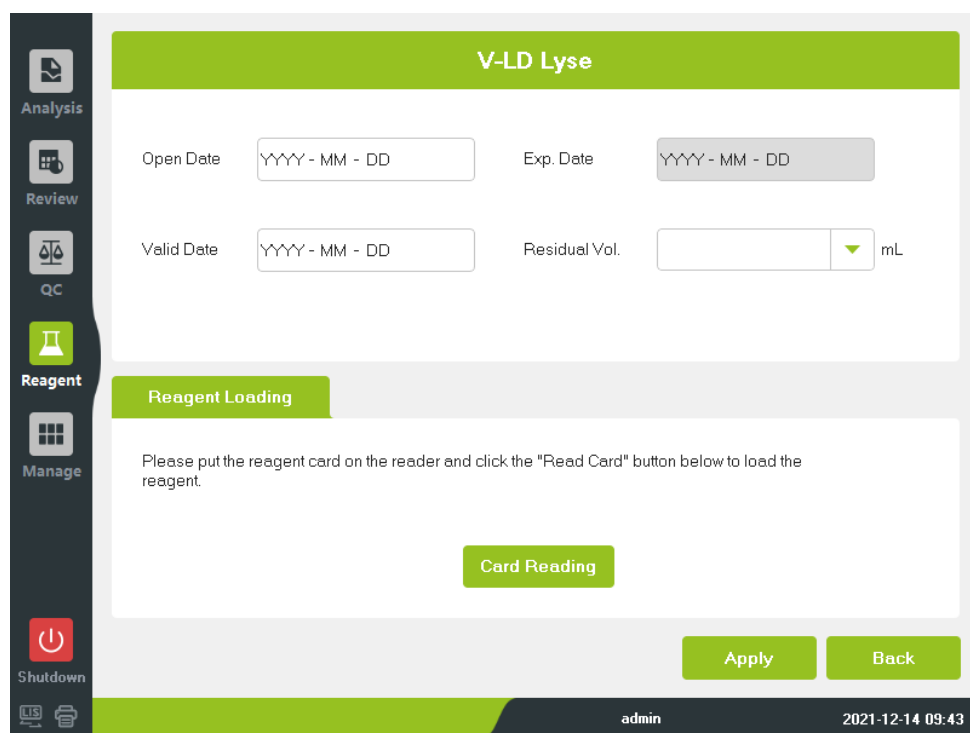 V-LD Lyse
Analysis
Review
QC
Reagent
Manage
Shutdown
LIS
Open Date YYYY - MM - DD Exp. Date YYYY - MM - DD
Valid Date YYYY - MM - DD Residual Vol. mL
Reagent Loading
Please put the reagent card on the reader and click the "Read Card" button below to load the
reagent.
Card Reading
Apply Back
admin 2021-12-14 09:43